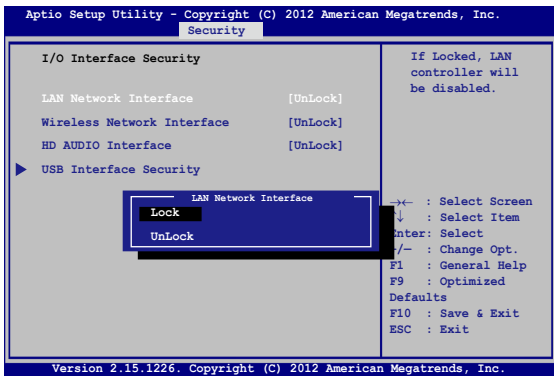 Aptio Setup Utility - Copyright (C) 2012 American Megatrends, Inc.
Security
I/O Interface Security
LAN Network Interface [UnLock]
Wireless Network Interface [UnLock]
HD AUDIO Interface [UnLock]
USB Interface Security
If Locked, LAN
controller will
be disabled.
LAN Network Interface
Lock
UnLock
→← : Select Screen
↓ : Select Item
nter: Select
/— : Change Opt.
F1 : General Help
F9 : Optimized
Defaults
F10 : Save & Exit
ESC : Exit
Version 2.15.1226. Copyright (C) 2012 American Megatrends, Inc.